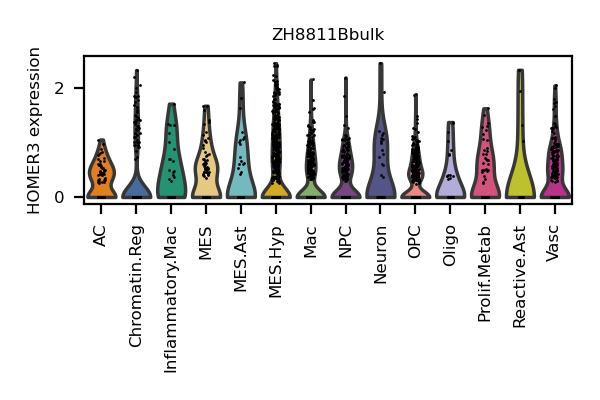 ZH8811Bbulk
HOMER3 expression
2
0
AC
Chromatin.Reg
Inflammatory.Mac
MES
MES.Ast
MES.Hyp
Mac
NPC
Neuron
OPC
Oligo
Prolif.Metab
Reactive.Ast
Vasc